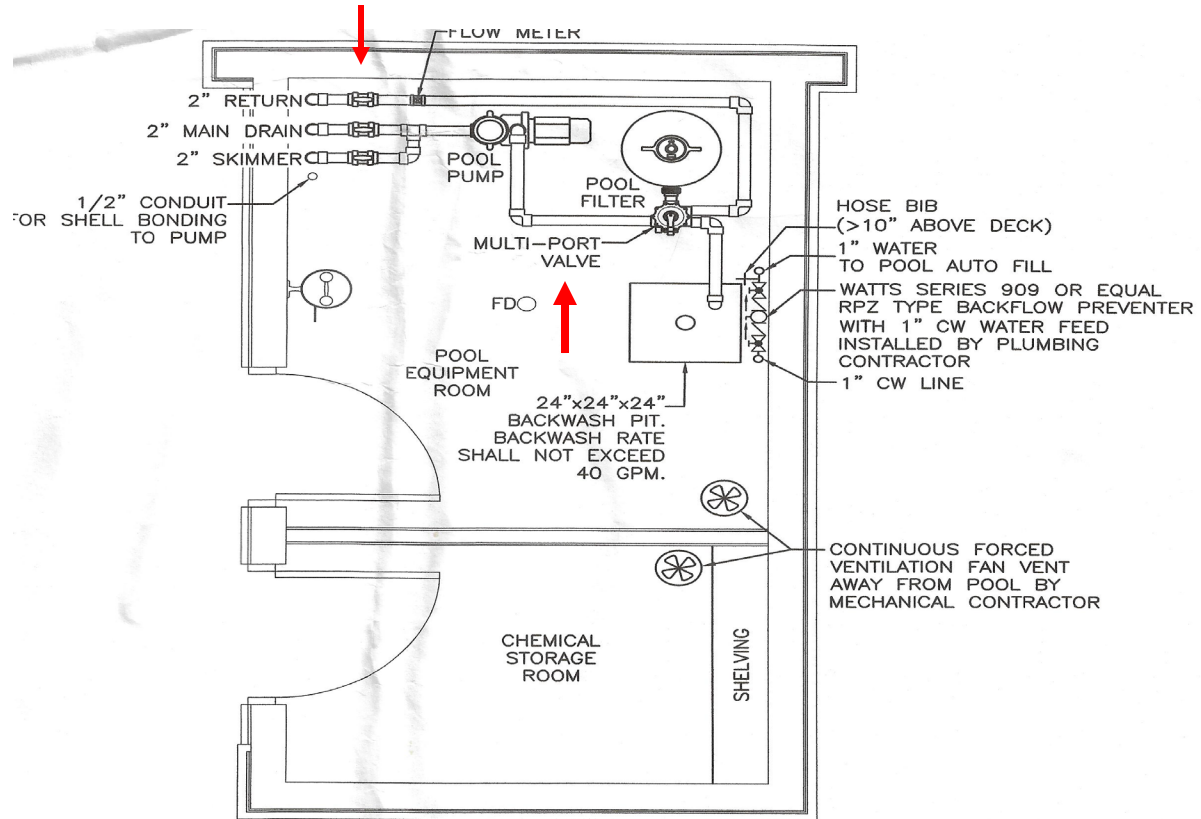 FLOW METER
2" RETURN
2" MAIN DRAIN
2" SKIMMER
POOL
PUMP
POOL
FILTER
1/2" CONDUIT
FOR SHELL BONDING
TO PUMP
MULTI-PORT
VALVE
HOSE BIB
(>10" ABOVE DECK)
1" WATER
TO POOL AUTO FILL
WATTS SERIES 909 OR EQUAL
RPZ TYPE BACKFLOW PREVENTER
WITH 1" CW WATER FEED
INSTALLED BY PLUMBING
CONTRACTOR
1" CW LINE
FD
POOL
EQUIPMENT
ROOM
24"x24"x24"
BACKWASH PIT.
BACKWASH RATE
SHALL NOT EXCEED
40 GPM.
CONTINUOUS FORCED
VENTILATION FAN VENT
AWAY FROM POOL BY
MECHANICAL CONTRACTOR
CHEMICAL
STORAGE
ROOM
SHELVING